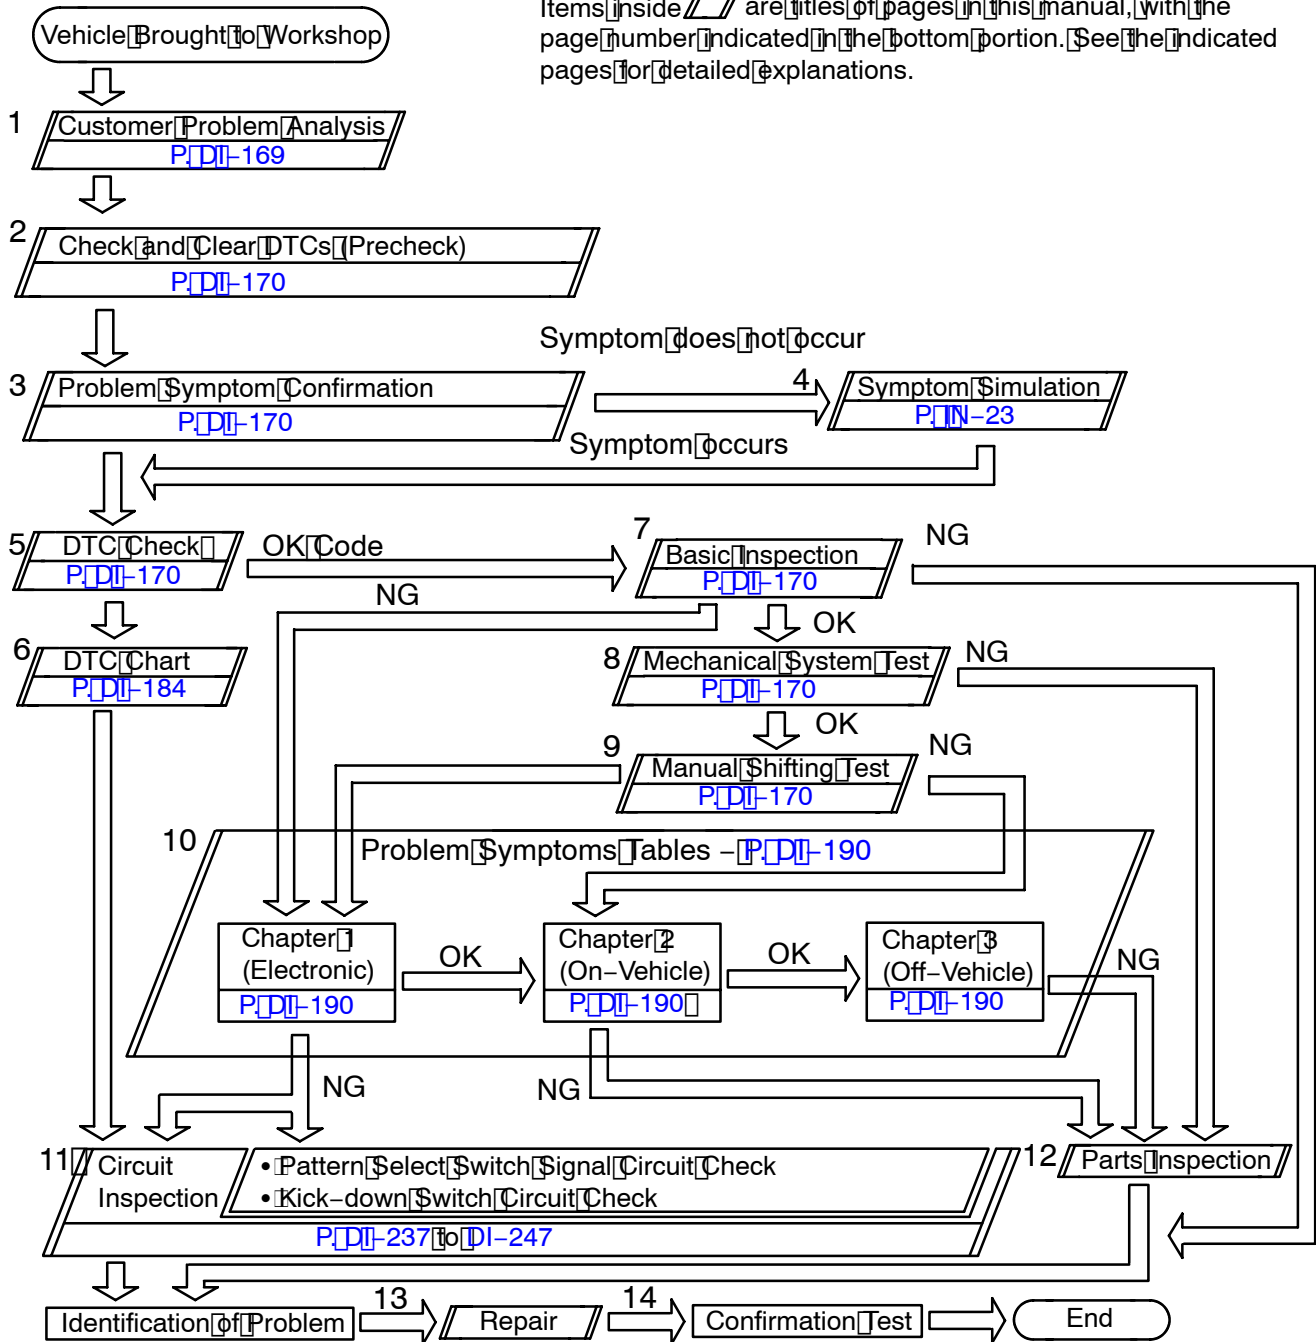 Items inside are titles of pages in this manual, with the
page number indicated in the bottom portion. See the indicated
pages for detailed explanations.
Vehicle Brought to Workshop
1
Customer Problem Analysis
P. DI-169
2
Check and Clear DTCs (Precheck)
P. DI-170
Symptom does not occur
3
Problem Symptom Confirmation
P. DI-170
4
Symptom Simulation
P. IN-23
Symptom occurs
5
DTC Check
P. DI-170
OK Code
NG
7
Basic Inspection
P. DI-170
NG
OK
6
DTC Chart
P. DI-184
8
Mechanical System Test
P. DI-170
NG
OK
9
Manual Shifting Test
P. DI-170
NG
10
Problem Symptoms Tables - P. DI-190
Chapter 1
(Electronic)
P. DI-190
OK
Chapter 2
(On-Vehicle)
P. DI-190
OK
Chapter 3
(Off-Vehicle)
P. DI-190
NG
NG
NG
11
Circuit
Inspection
• Pattern Select Switch Signal Circuit Check
• Kick-down Switch Circuit Check
P. DI-237 to DI-247
12
Parts Inspection
Identification of Problem
13
Repair
14
Confirmation Test
End